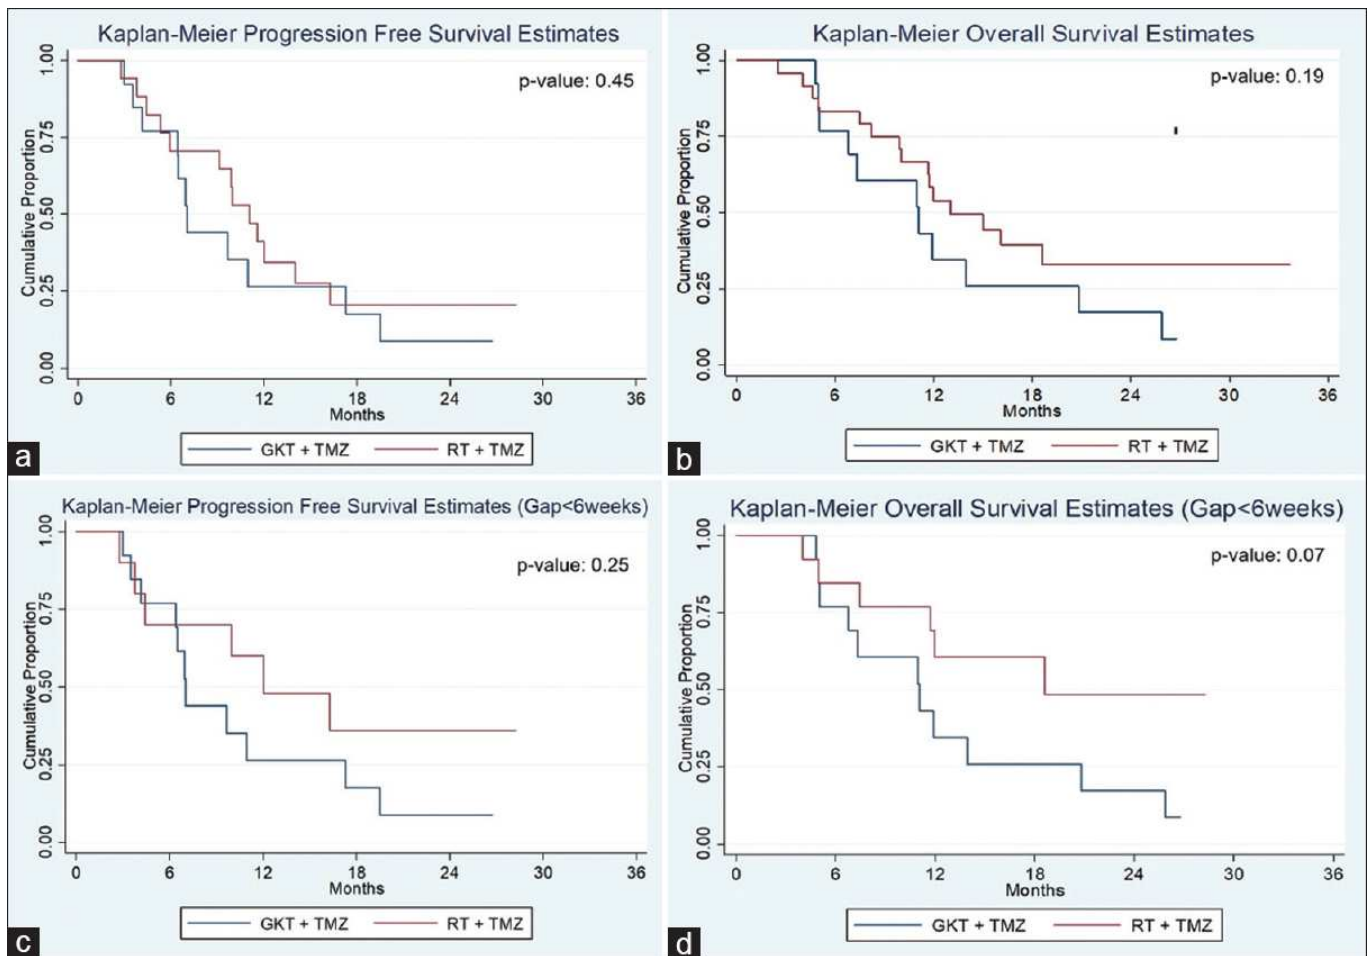 Kaplan-Meier Progression Free Survival Estimates
p-value: 0.45
Cumulative Proportion
1.00
0.75
0.50
0.25
0.00
0 6 12 18 24 30 36
Months
GKT + TMZ RT + TMZ
a
Kaplan-Meier Overall Survival Estimates
p-value: 0.19
Cumulative Proportion
1.00
0.75
0.50
0.25
0.00
0 6 12 18 24 30 36
Months
GKT + TMZ RT + TMZ
b
Kaplan-Meier Progression Free Survival Estimates (Gap<6weeks)
p-value: 0.25
Cumulative Proportion
1.00
0.75
0.50
0.25
0.00
0 6 12 18 24 30 36
Months
GKT + TMZ RT + TMZ
c
Kaplan-Meier Overall Survival Estimates (Gap<6weeks)
p-value: 0.07
Cumulative Proportion
1.00
0.75
0.50
0.25
0.00
0 6 12 18 24 30 36
Months
GKT + TMZ RT + TMZ
d